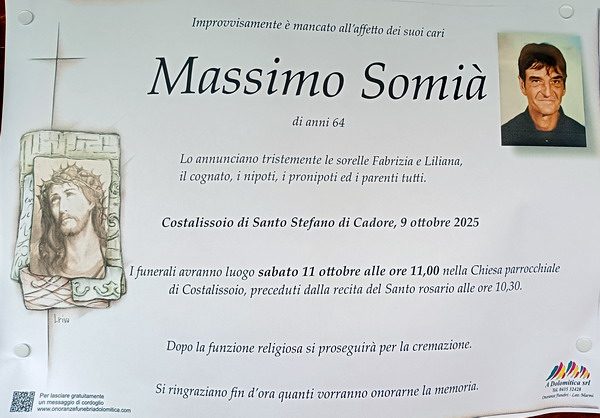 Improvvisamente è mancato all'affetto dei suoi cari
Massimo Somià
di anni 64
Lo annunciano tristemente le sorelle Fabrizia e Liliana,
il cognato, i nipoti, i pronipoti ed i parenti tutti.
Costalissoio di Santo Stefano di Cadore, 9 ottobre 2025
I funerali avranno luogo sabato 11 ottobre alle ore 11,00 nella Chiesa parrocchiale
di Costalissoio, preceduti dalla recita del Santo rosario alle ore 10,30.
Dopo la funzione religiosa si proseguirà per la cremazione.
Si ringraziano fin d'ora quanti vorranno onorarne la memoria.
Per lasciare gratuitamente
un messaggio di cordoglio
www.onoranzefunebridolomitica.com
A Dolomitica srl
Tel. 0435 32428